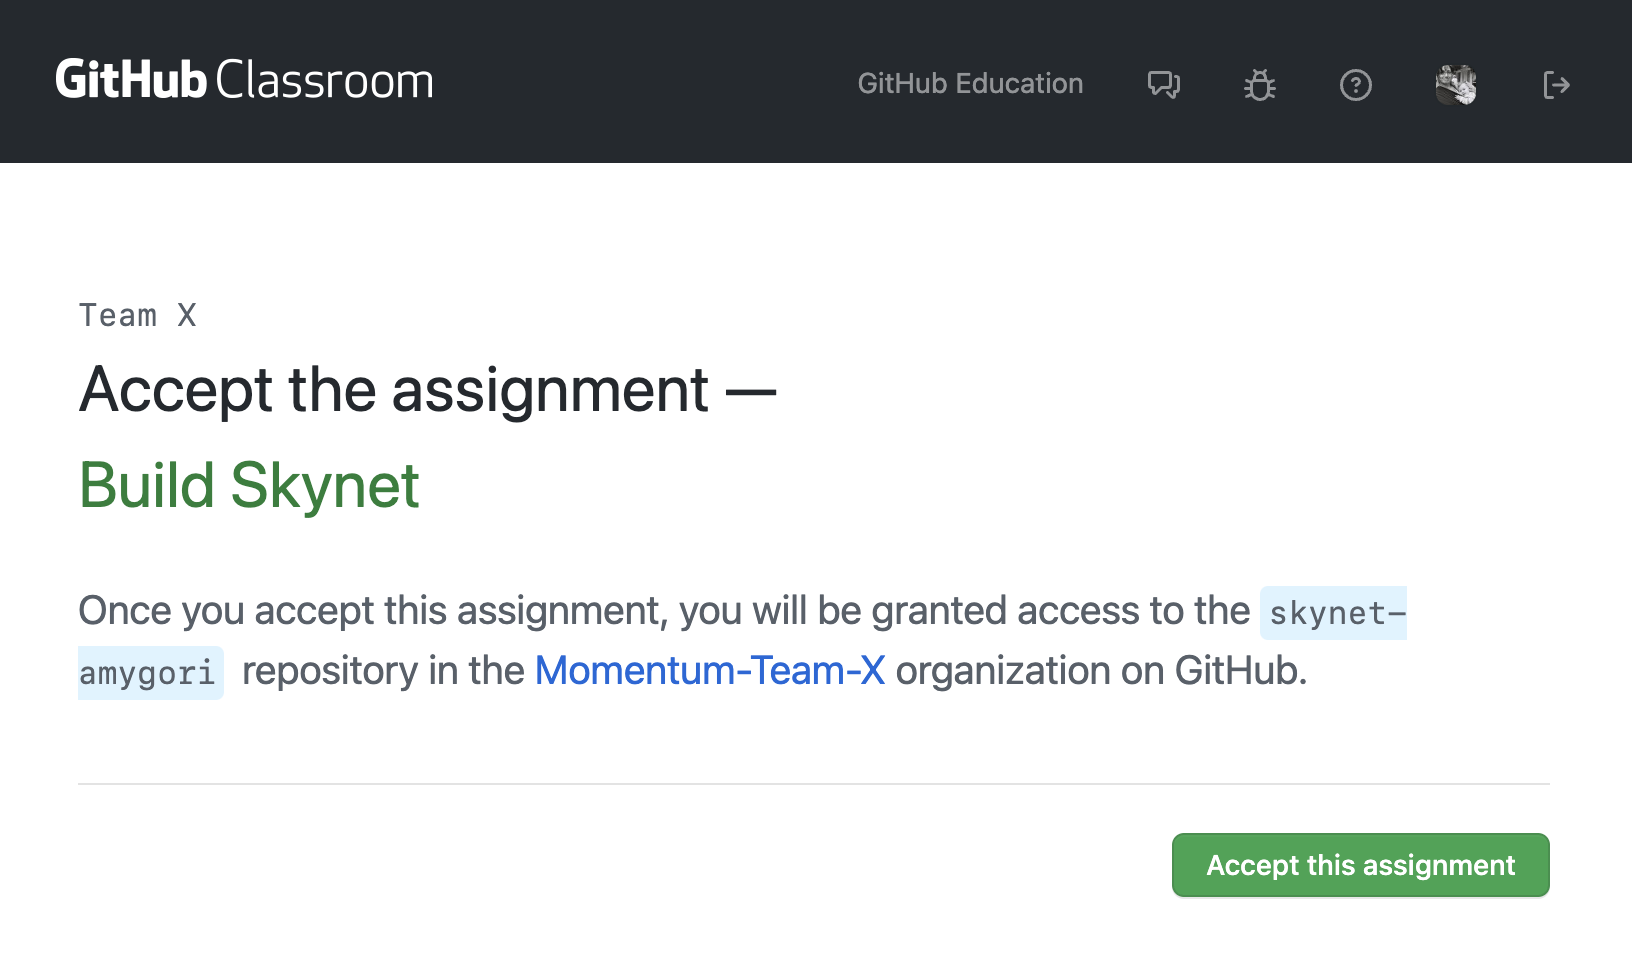 GitHub Classroom
GitHub Education
Team X
Accept the assignment —
Build Skynet
Once you accept this assignment, you will be granted access to the skynet-
amygori repository in the Momentum-Team-X organization on GitHub.
Accept this assignment